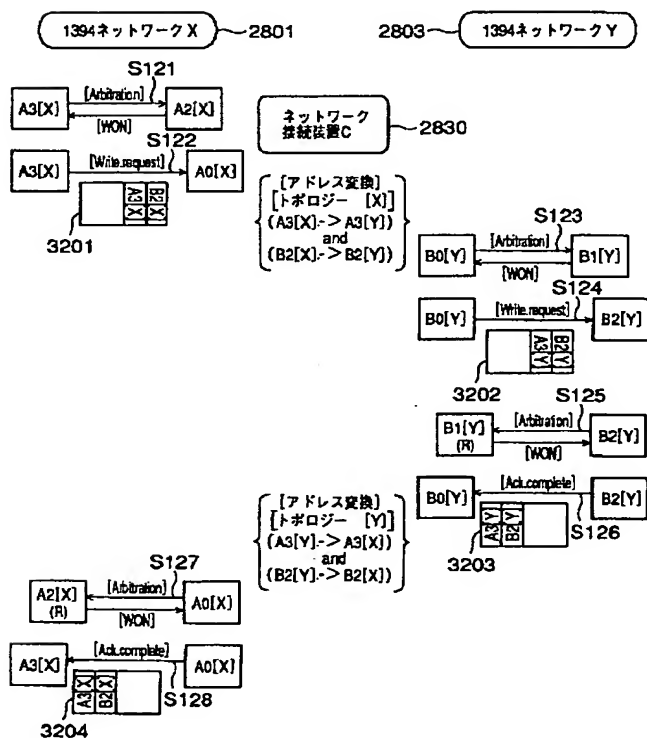 1394ネットワーク X
2801
2803
1394ネットワーク Y
S121
A3[X]
[Arbitration]
[WON]
A2[X]
ネットワーク
接続装置C
2830
S122
A3[X]
[Write.request]
A0[X]
A3[X]
B2[X]
3201
[アドレス変換]
[トポロジー [X]]
(A3[X].->A3[Y])
and
(B2[X].->B2[Y])
S123
B0[Y]
[Arbitration]
[WON]
B1[Y]
S124
B0[Y]
[Write.request]
B2[Y]
A3[Y]
B2[Y]
3202
S125
B1[Y]
(R)
[Arbitration]
[WON]
B2[Y]
B0[Y]
[Ack.complete]
B2[Y]
A3[Y]
B2[Y]
S126
3203
[アドレス変換]
[トポロジー [Y]]
(A3[Y].->A3[X])
and
(B2[Y].->B2[X])
S127
A2[X]
(R)
[Arbitration]
[WON]
A0[X]
A3[X]
[Ack.complete]
A0[X]
A3[X]
B2[X]
S128
3204